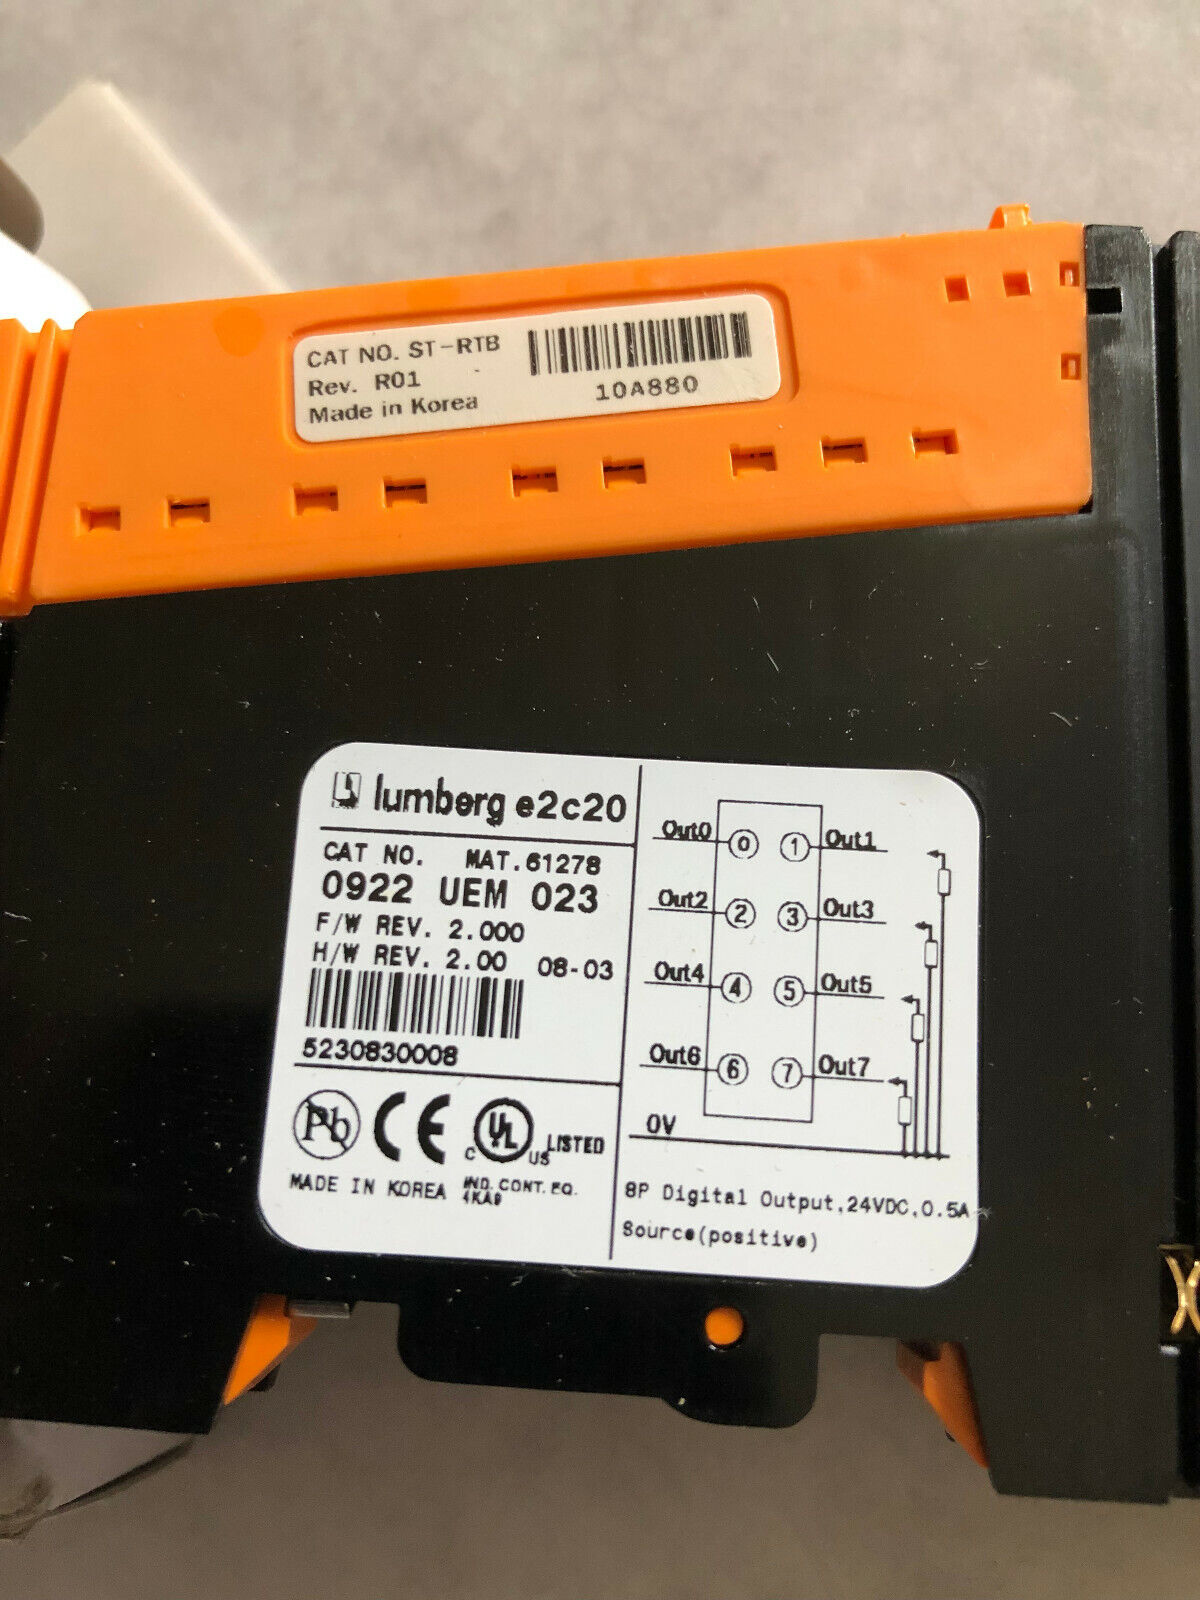 CAT NO. ST-RTB
Rev. R01
Made in Korea
10A880
lumberg e2c20
CAT NO. MAT.61278
0922 UEM 023
F/W REV. 2.000
H/W REV. 2.00 08-03
5230830008
Pb CE C UL US LISTED
MADE IN KOREA IND. CONT. EQ.
4KA9
Out0 0 1 Out1
Out2 2 3 Out3
Out4 4 5 Out5
Out6 6 7 Out7
0V
8P Digital Output,24VDC,0.5A
Source(positive)